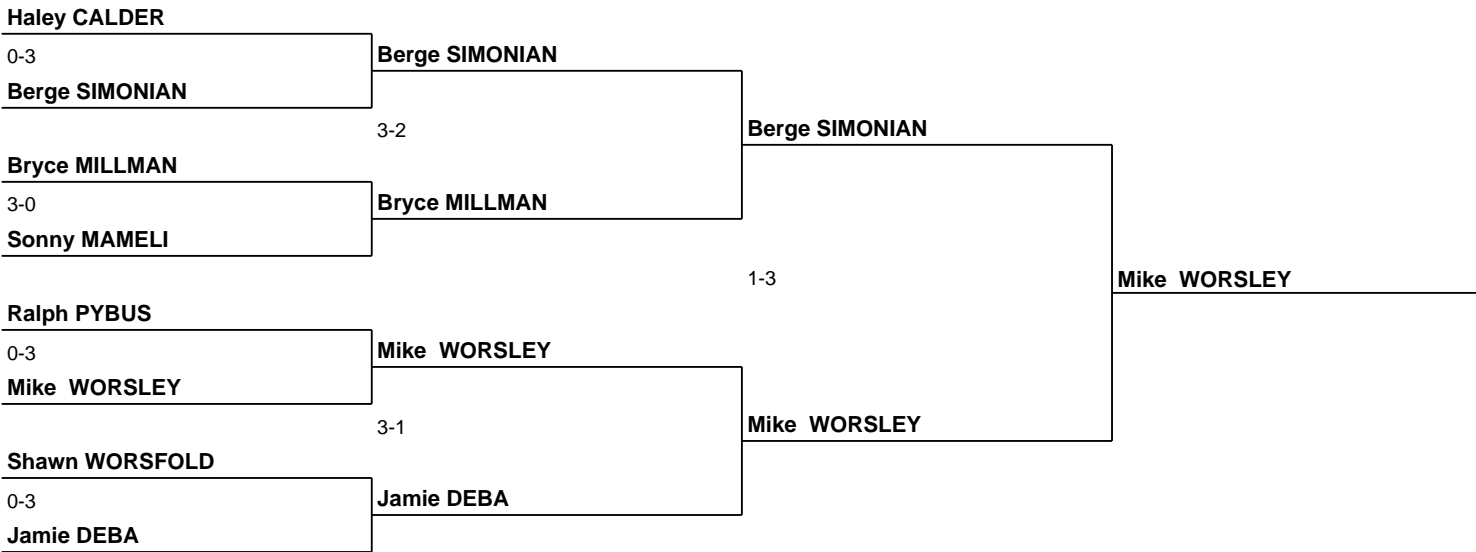 Haley CALDER
0-3
Berge SIMONIAN
Berge SIMONIAN
3-2
Berge SIMONIAN
Bryce MILLMAN
3-0
Bryce MILLMAN
Sonny MAMELI
1-3
Mike  WORSLEY
Ralph PYBUS
0-3
Mike  WORSLEY
Mike  WORSLEY
3-1
Mike  WORSLEY
Shawn WORSFOLD
0-3
Jamie DEBA
Jamie DEBA